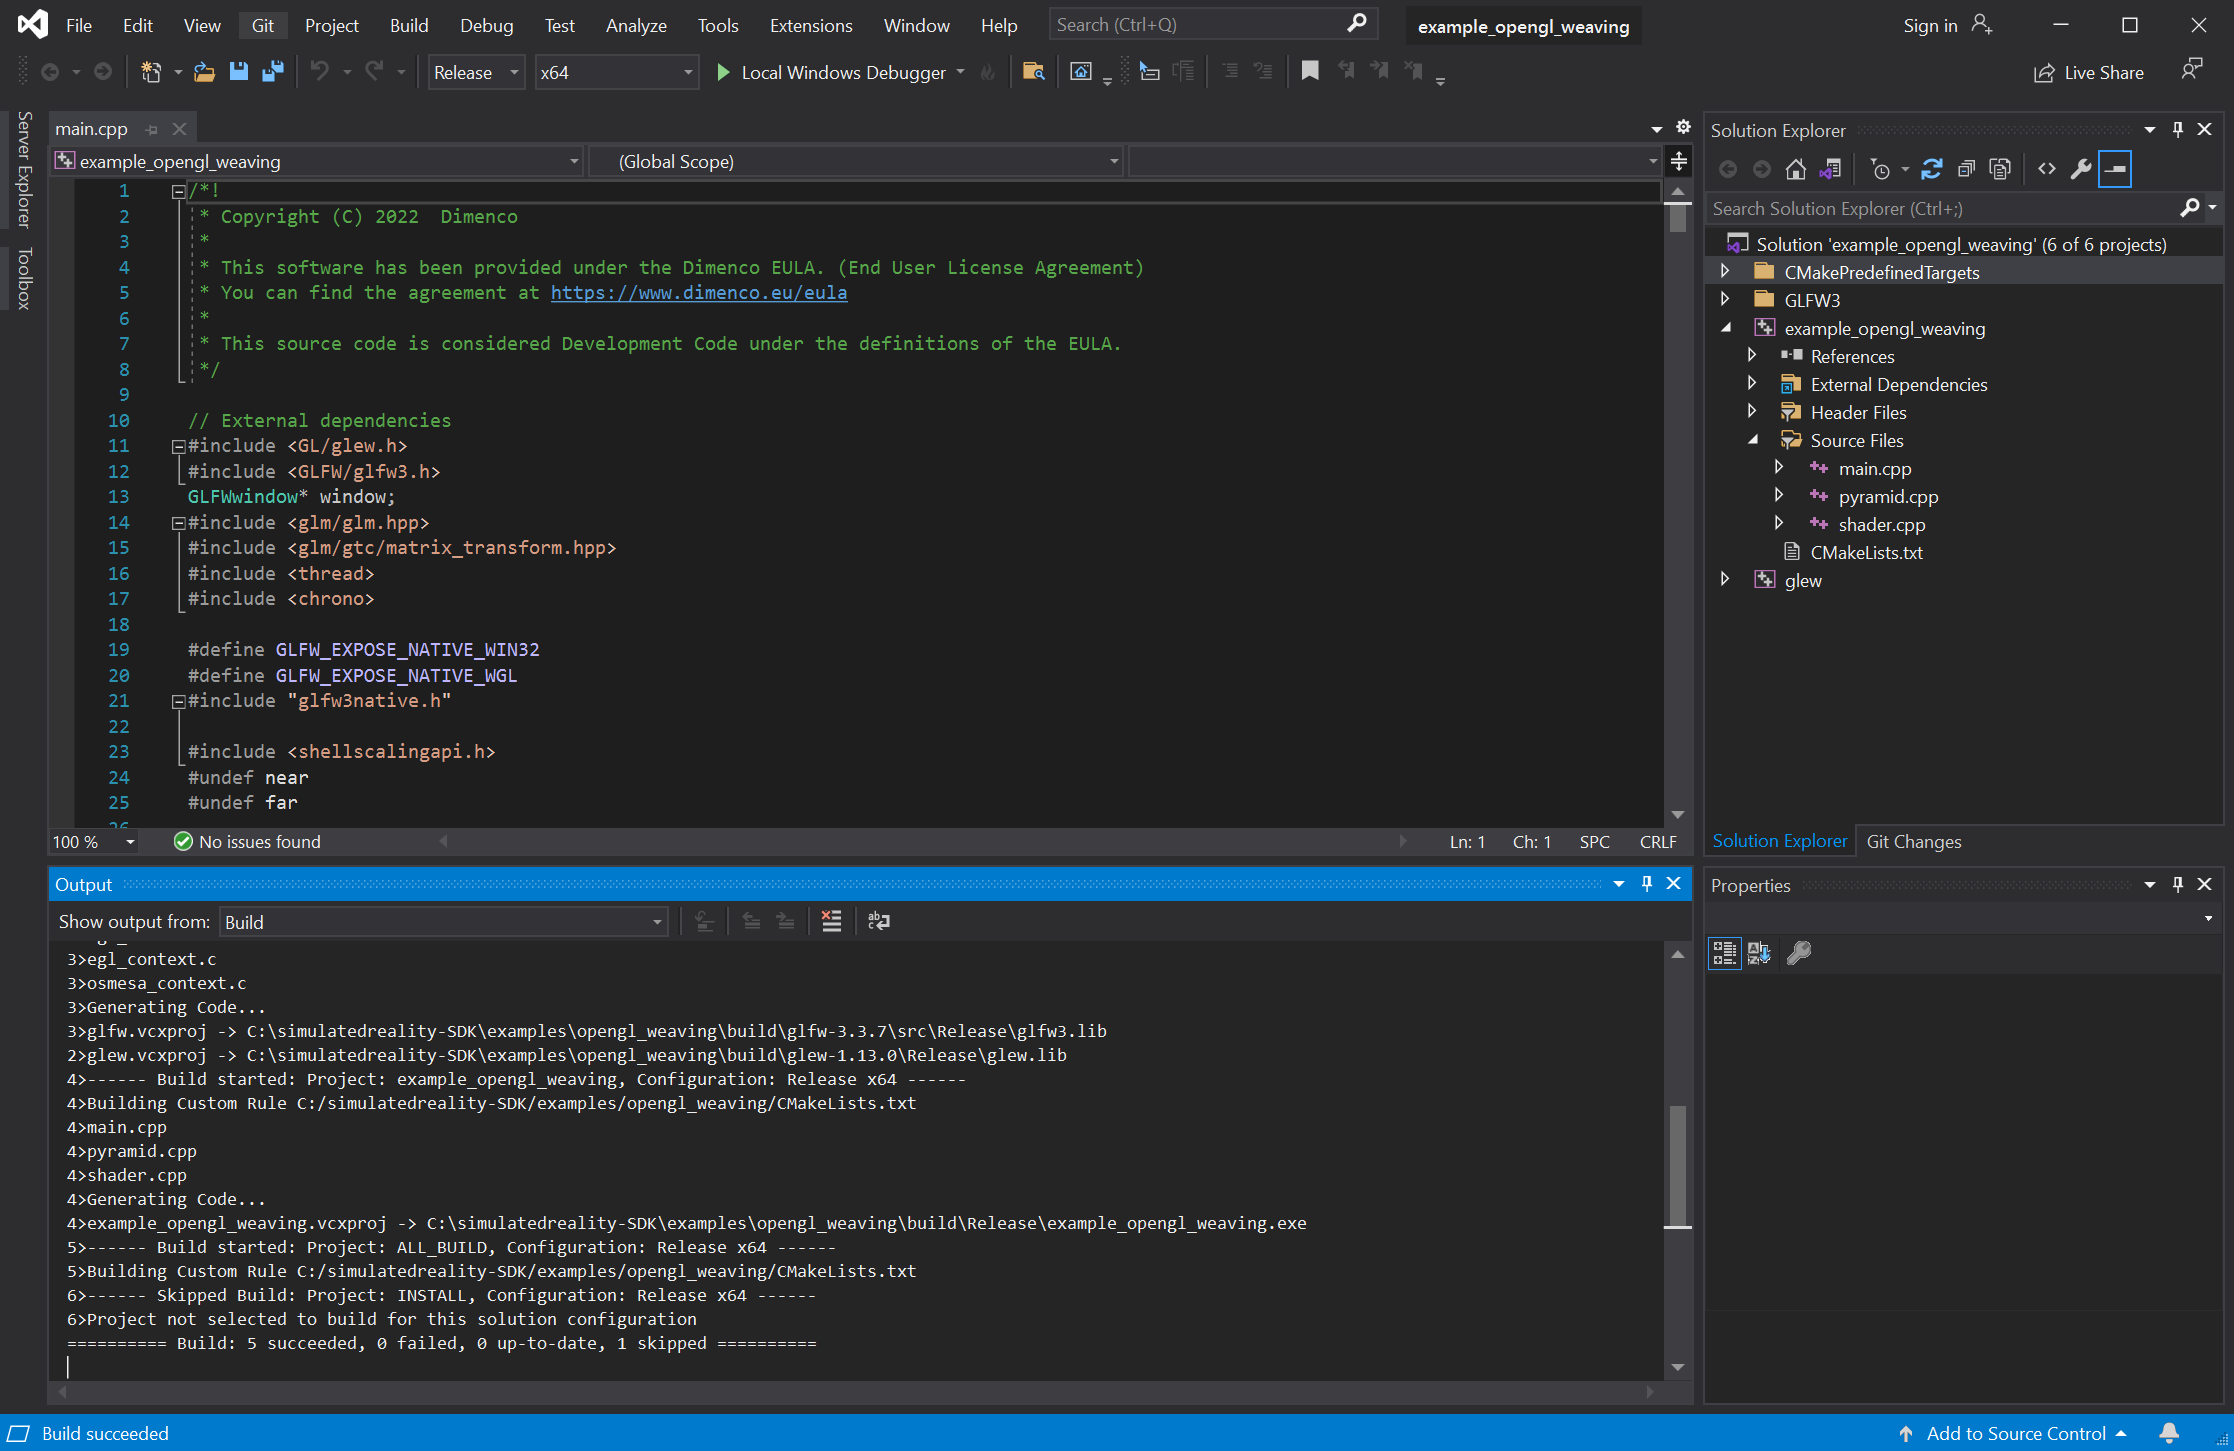 File Edit View Git Project Build Debug Test Analyze Tools Extensions Window Help Search (Ctrl+Q) example_opengl_weaving Sign in
Release x64 Local Windows Debugger Live Share
Server Explorer
Toolbox
main.cpp
example_opengl_weaving (Global Scope)
1 /*!
2 * Copyright (C) 2022  Dimenco
3 *
4 * This software has been provided under the Dimenco EULA. (End User License Agreement)
5 * You can find the agreement at https://www.dimenco.eu/eula
6 *
7 * This source code is considered Development Code under the definitions of the EULA.
8 */
9
10 // External dependencies
11 #include <GL/glew.h>
12 #include <GLFW/glfw3.h>
13 GLFWwindow* window;
14 #include <glm/glm.hpp>
15 #include <glm/gtc/matrix_transform.hpp>
16 #include <thread>
17 #include <chrono>
18
19 #define GLFW_EXPOSE_NATIVE_WIN32
20 #define GLFW_EXPOSE_NATIVE_WGL
21 #include "glfw3native.h"
22
23 #include <shellscalingapi.h>
24 #undef near
25 #undef far
100 % No issues found Ln: 1 Ch: 1 SPC CRLF
Solution Explorer
Search Solution Explorer (Ctrl+;)
Solution 'example_opengl_weaving' (6 of 6 projects)
CMakePredefinedTargets
GLFW3
example_opengl_weaving
References
External Dependencies
Header Files
Source Files
main.cpp
pyramid.cpp
shader.cpp
CMakeLists.txt
glew
Solution Explorer Git Changes
Output
Show output from: Build
3>egl_context.c
3>osmesa_context.c
3>Generating Code...
3>glfw.vcxproj -> C:\simulatedreality-SDK\examples\opengl_weaving\build\glfw-3.3.7\src\Release\glfw3.lib
2>glew.vcxproj -> C:\simulatedreality-SDK\examples\opengl_weaving\build\glew-1.13.0\Release\glew.lib
4>------ Build started: Project: example_opengl_weaving, Configuration: Release x64 ------
4>Building Custom Rule C:/simulatedreality-SDK/examples/opengl_weaving/CMakeLists.txt
4>main.cpp
4>pyramid.cpp
4>shader.cpp
4>Generating Code...
4>example_opengl_weaving.vcxproj -> C:\simulatedreality-SDK\examples\opengl_weaving\build\Release\example_opengl_weaving.exe
5>------ Build started: Project: ALL_BUILD, Configuration: Release x64 ------
5>Building Custom Rule C:/simulatedreality-SDK/examples/opengl_weaving/CMakeLists.txt
6>------ Skipped Build: Project: INSTALL, Configuration: Release x64 ------
6>Project not selected to build for this solution configuration
========== Build: 5 succeeded, 0 failed, 0 up-to-date, 1 skipped ==========
Properties
Build succeeded Add to Source Control